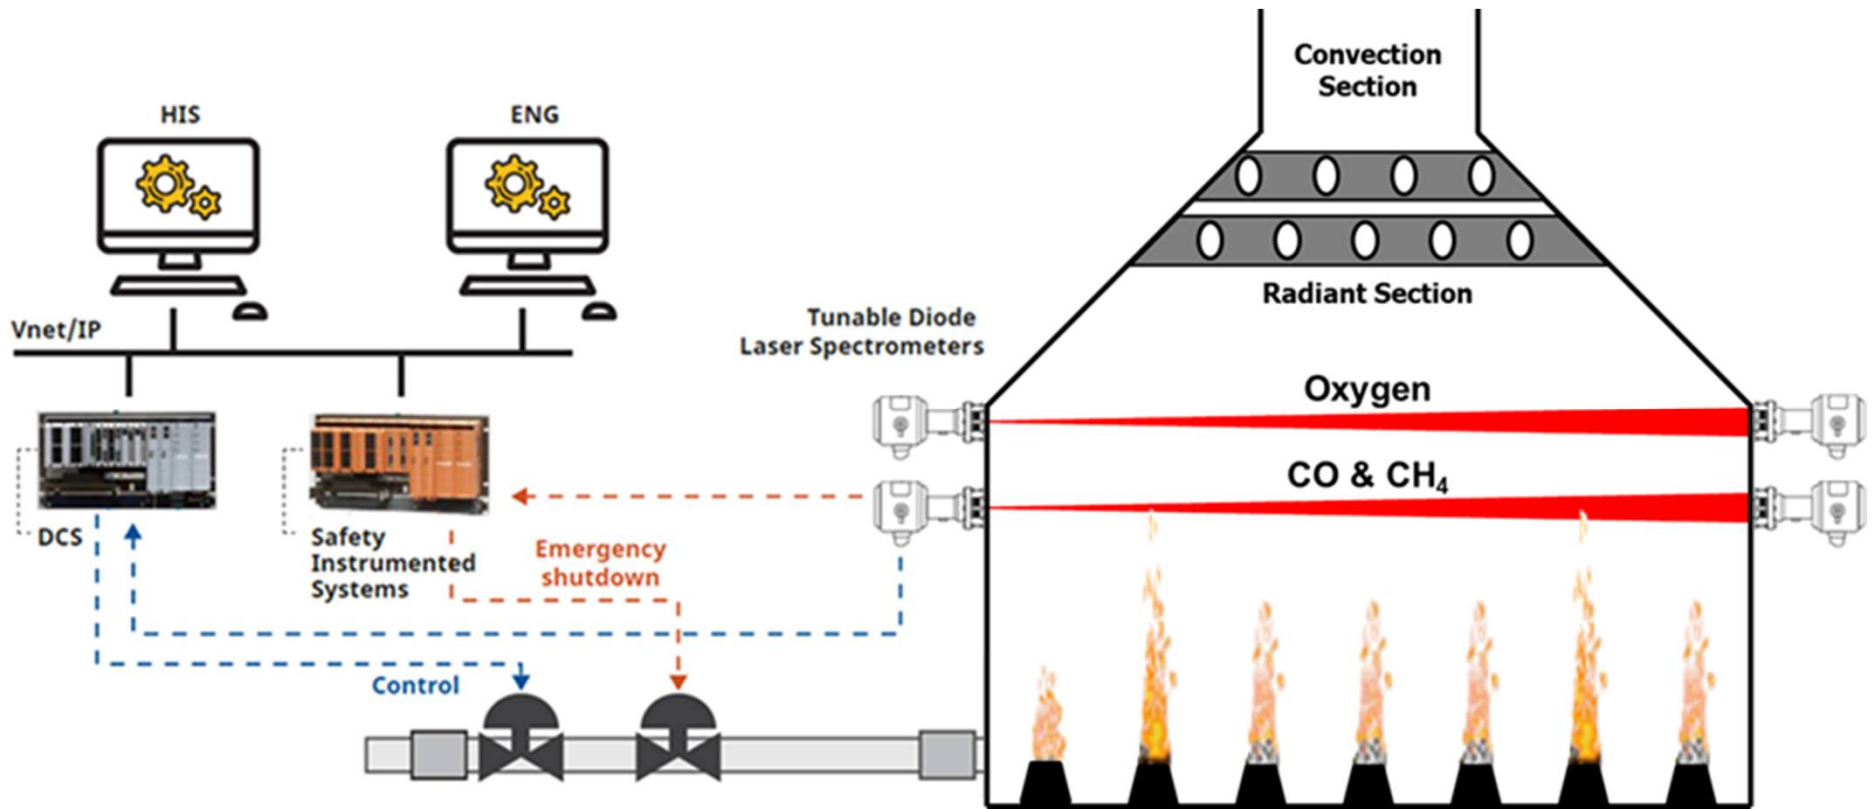 Convection
Section
HIS
ENG
Radiant Section
Vnet/IP
Tunable Diode
Laser Spectrometers
Oxygen
CO & CH₄
DCS
Safety
Instrumented
Systems
Emergency
shutdown
Control